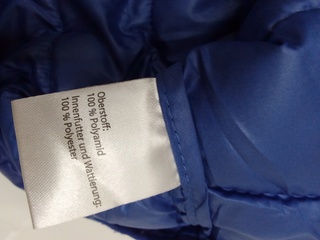 Oberstoff:
100 % Polyamid
Innenfutter und Wattierung:
100 % Polyester